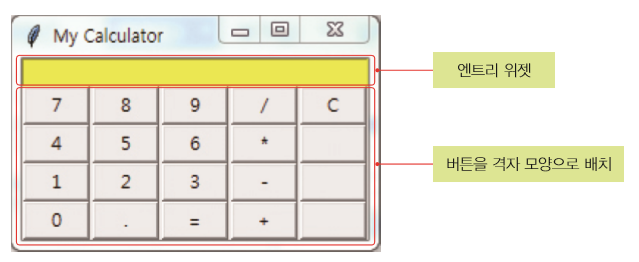 My Calculator
엔트리 위젯
7 8 9 / C
4 5 6 *
1 2 3 -
버튼을 격자 모양으로 배치
0 . = +